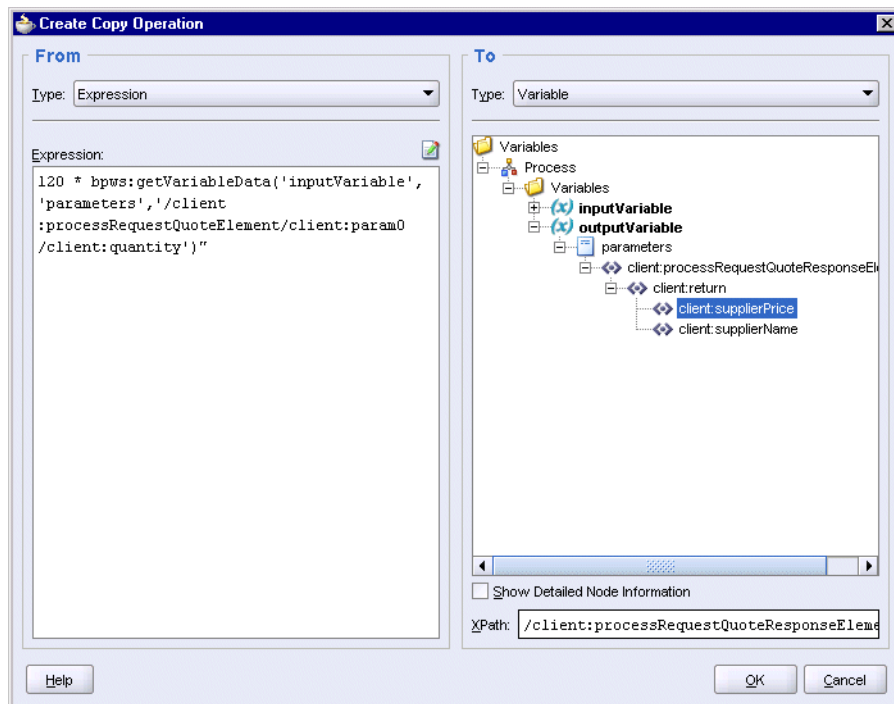 Create Copy Operation
From
Type: Expression
Expression:
120 * bpws:getVariableData('inputVariable',
'parameters','/client
:processRequestQuoteElement/client:param0
/client:quantity')”
To
Type: Variable
Variables
Process
Variables
(x) inputVariable
(x) outputVariable
parameters
client:processRequestQuoteResponseEl
client:return
client:supplierPrice
client:supplierName
Show Detailed Node Information
XPath: /client:processRequestQuoteResponseEleme
Help
OK
Cancel